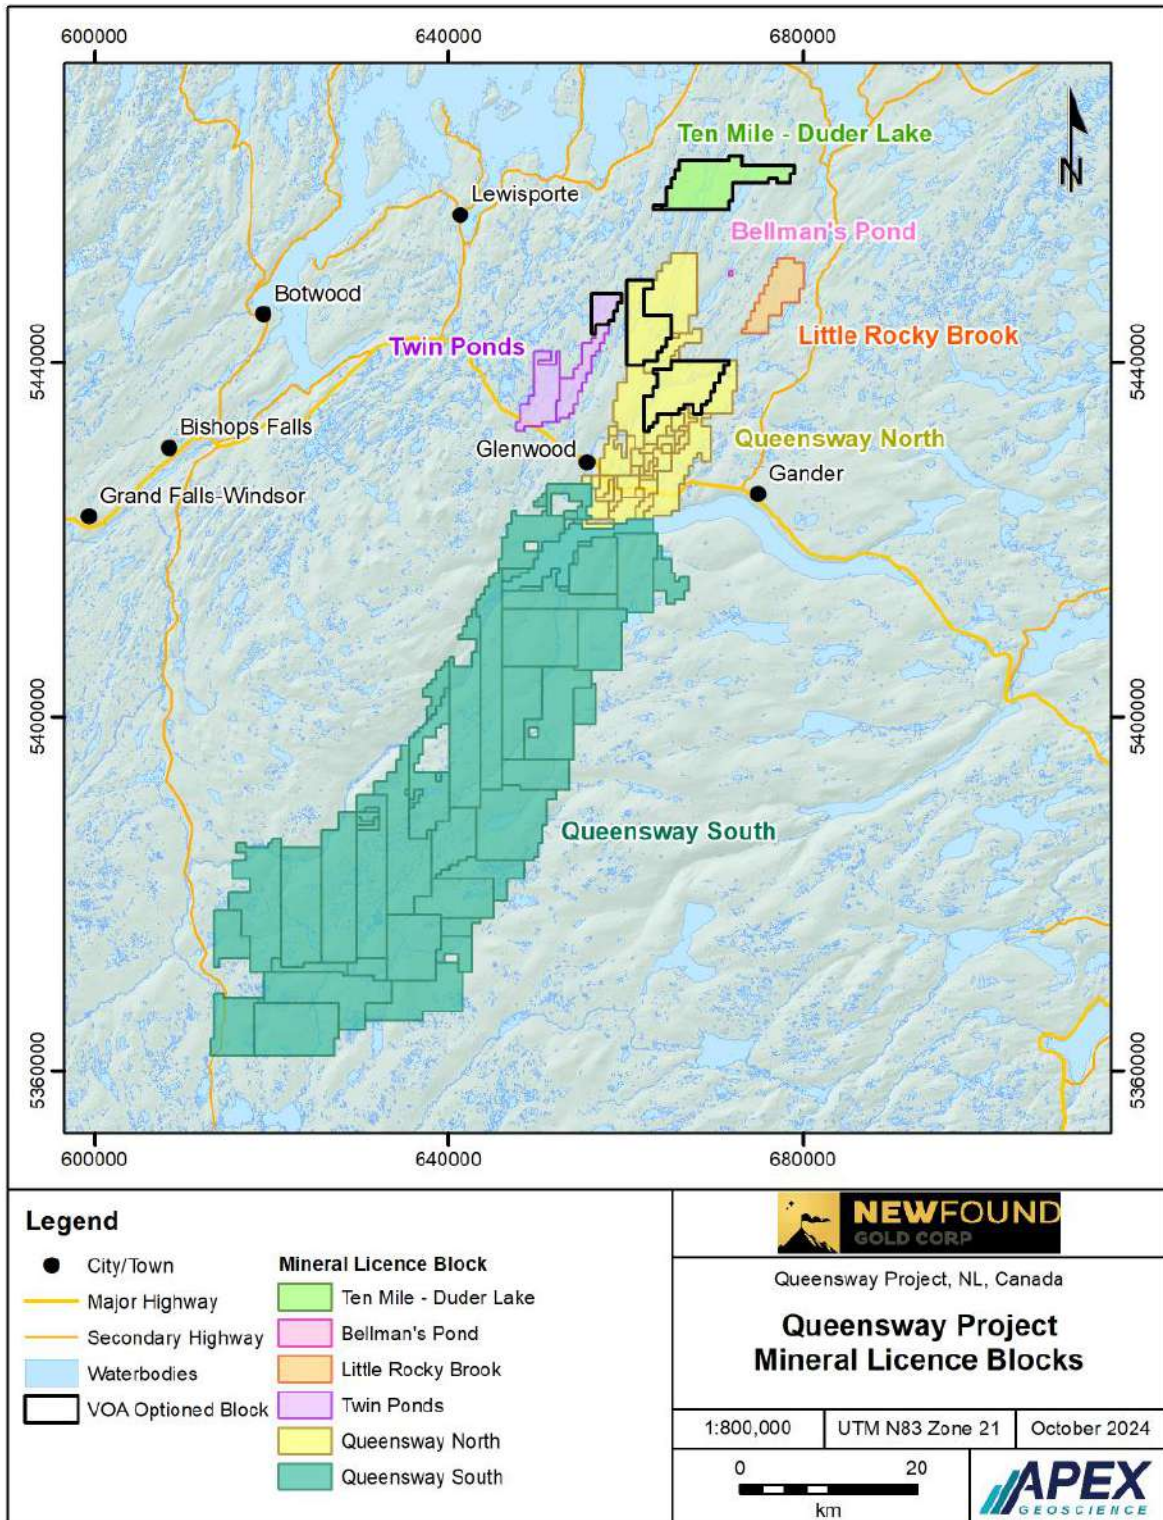 600000
640000
680000
Ten Mile - Duder Lake
N
Lewisporte
Bellman's Pond
Botwood
Twin Ponds
Little Rocky Brook
5440000
5440000
Bishops Falls
Glenwood
Queensway North
Gander
Grand Falls-Windsor
5400000
5400000
Queensway South
5360000
5360000
600000
640000
680000
Legend
City/Town
Major Highway
Secondary Highway
Waterbodies
VOA Optioned Block
Mineral Licence Block
Ten Mile - Duder Lake
Bellman's Pond
Little Rocky Brook
Twin Ponds
Queensway North
Queensway South
NEWFOUND
GOLD CORP
Queensway Project, NL, Canada
Queensway Project
Mineral Licence Blocks
1:800,000
UTM N83 Zone 21
October 2024
0
20
km
APEX
GEOSCIENCE